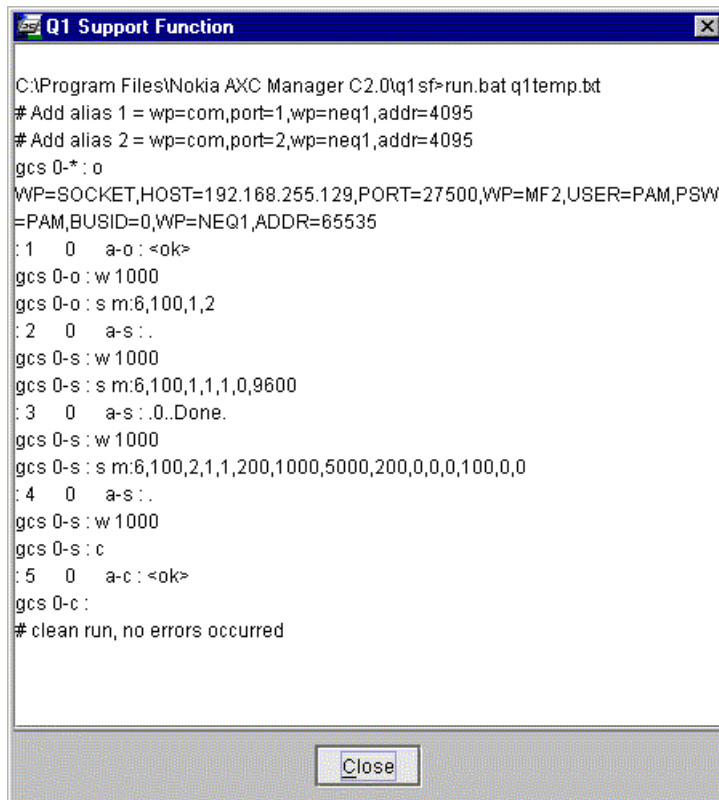 Q1 Support Function
C:\Program Files\Nokia AXC Manager C2.0\q1sf>run.bat q1temp.txt
# Add alias 1 = wp=com,port=1,wp=neq1,addr=4095
# Add alias 2 = wp=com,port=2,wp=neq1,addr=4095
gcs 0-* : o
WP=SOCKET,HOST=192.168.255.129,PORT=27500,WP=MF2,USER=PAM,PSW
=PAM,BUSID=0,WP=NEQ1,ADDR=65535
: 1 0 a-o : <ok>
gcs 0-o : w 1000
gcs 0-o : s m:6,100,1,2
: 2 0 a-s : .
gcs 0-s : w 1000
gcs 0-s : s m:6,100,1,1,1,0,9600
: 3 0 a-s : .0..Done.
gcs 0-s : w 1000
gcs 0-s : s m:6,100,2,1,1,200,1000,5000,200,0,0,0,100,0,0
: 4 0 a-s : .
gcs 0-s : w 1000
gcs 0-s : c
: 5 0 a-c : <ok>
gcs 0-c :
# clean run, no errors occurred
Close